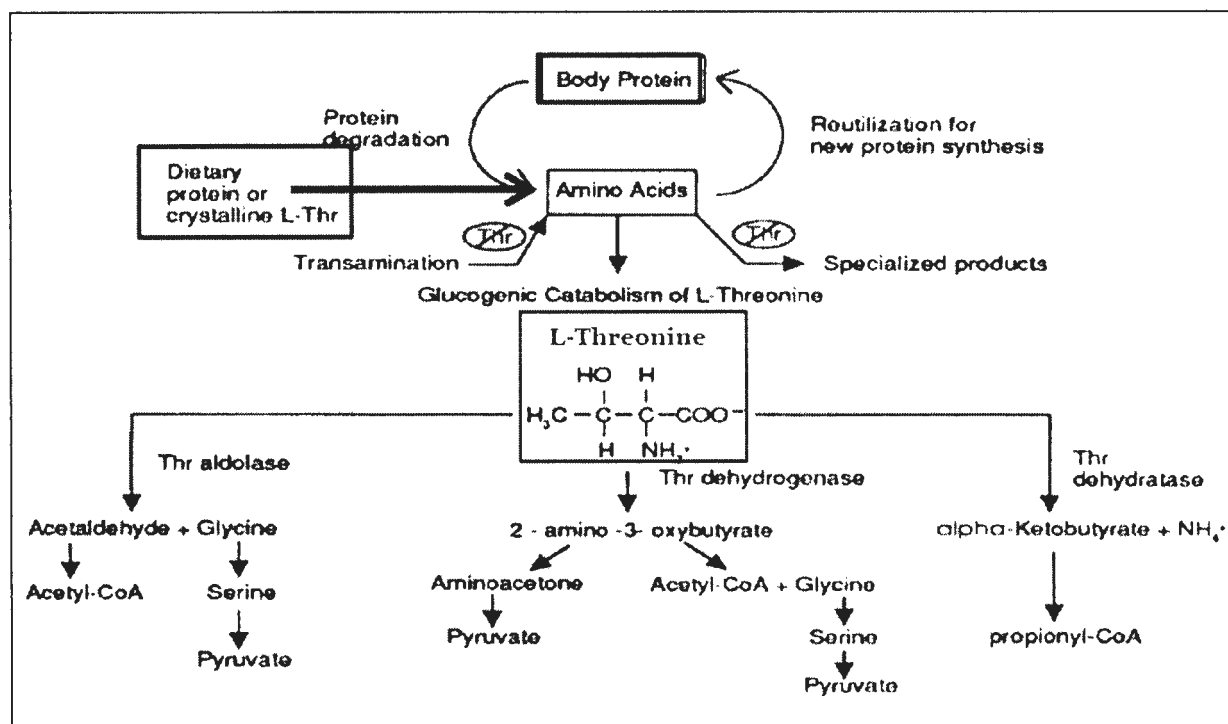 Body Protein
Protein
degradation
Reutilization for
new protein synthesis
Dietary
protein or
crystalline L-Thr
Amino Acids
Thr
Thr
Transamination
Specialized products
Glucogenic Catabolism of L-Threonine
L-Threonine
HO H
H₃C—C—C—COO⁻
H NH₃⁺
Thr aldolase
Thr dehydrogenase
Thr
dehydratase
Acetaldehyde + Glycine
2 - amino -3- oxybutyrate
alpha-Ketobutyrate + NH₄⁺
Acetyl-CoA
Serine
Aminoacetone
Acetyl-CoA + Glycine
Pyruvate
Pyruvate
Serine
propionyl-CoA
Pyruvate